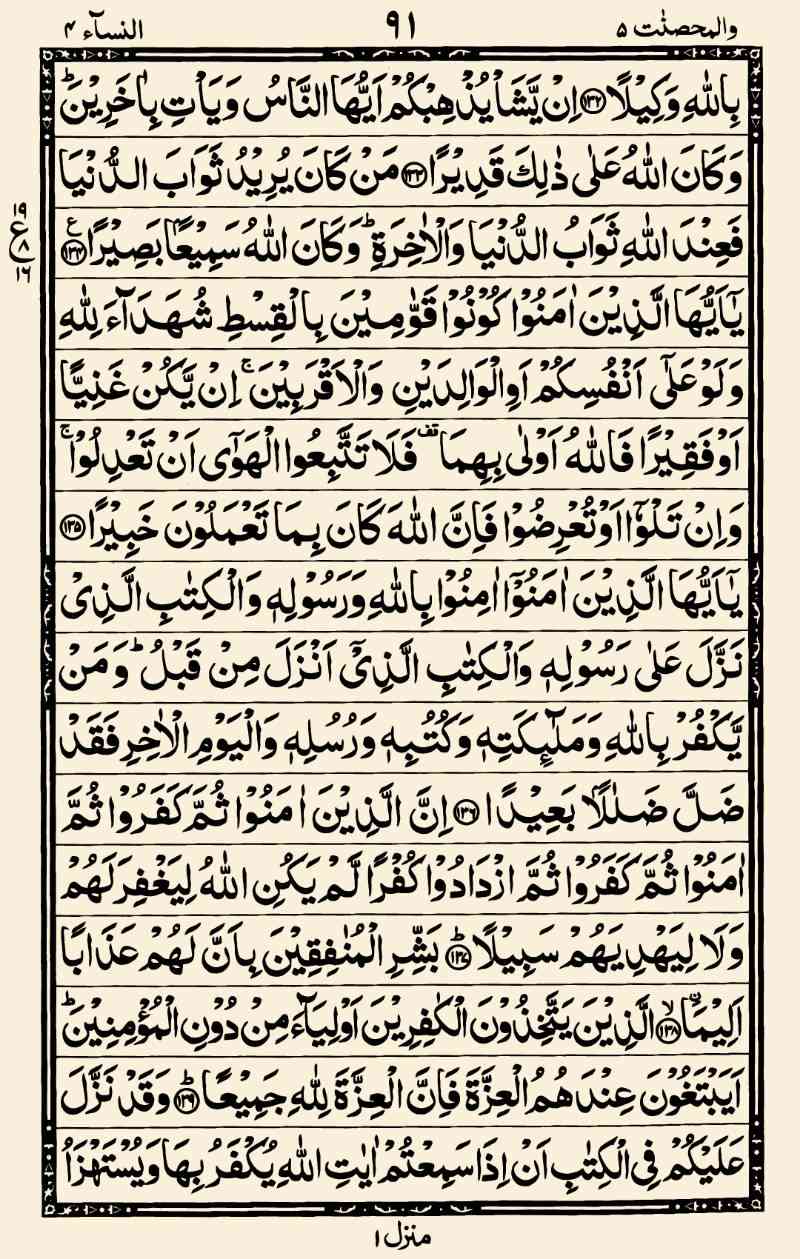 والمحصنٰت ۵ ۹۱ النسآء ۴
بِاللّٰهِ وَكِيْلًا ۝۱۳۲ اِنْ يَّشَاْ يُذْهِبْكُمْ اَيُّهَا النَّاسُ وَيَاْتِ بِاٰخَرِيْنَ ؕ
وَكَانَ اللّٰهُ عَلٰى ذٰلِكَ قَدِيْرًا ۝۱۳۳ مَنْ كَانَ يُرِيْدُ ثَوَابَ الدُّنْيَا
فَعِنْدَ اللّٰهِ ثَوَابُ الدُّنْيَا وَالْاٰخِرَةِ ؕ وَكَانَ اللّٰهُ سَمِيْعًۢا بَصِيْرًا ۝۱۳۴ ع
۱۹ ع ۸ ۱۶
يٰۤاَيُّهَا الَّذِيْنَ اٰمَنُوْا كُوْنُوْا قَوّٰمِيْنَ بِالْقِسْطِ شُهَدَآءَ لِلّٰهِ
وَلَوْ عَلٰۤى اَنْفُسِكُمْ اَوِ الْوَالِدَيْنِ وَالْاَقْرَبِيْنَ ۚ اِنْ يَّكُنْ غَنِيًّا
اَوْ فَقِيْرًا فَاللّٰهُ اَوْلٰى بِهِمَا قف فَلَا تَتَّبِعُوا الْهَوٰۤى اَنْ تَعْدِلُوْا ۚ
وَاِنْ تَلْوٗۤا اَوْ تُعْرِضُوْا فَاِنَّ اللّٰهَ كَانَ بِمَا تَعْمَلُوْنَ خَبِيْرًا ۝۱۳۵
يٰۤاَيُّهَا الَّذِيْنَ اٰمَنُوْۤا اٰمِنُوْا بِاللّٰهِ وَرَسُوْلِهٖ وَالْكِتٰبِ الَّذِيْ
نَزَّلَ عَلٰى رَسُوْلِهٖ وَالْكِتٰبِ الَّذِيْۤ اَنْزَلَ مِنْ قَبْلُ ؕ وَمَنْ
يَّكْفُرْ بِاللّٰهِ وَمَلٰٓئِكَتِهٖ وَكُتُبِهٖ وَرُسُلِهٖ وَالْيَوْمِ الْاٰخِرِ فَقَدْ
ضَلَّ ضَلٰلًۢا بَعِيْدًا ۝۱۳۶ اِنَّ الَّذِيْنَ اٰمَنُوْا ثُمَّ كَفَرُوْا ثُمَّ
اٰمَنُوْا ثُمَّ كَفَرُوْا ثُمَّ ازْدَادُوْا كُفْرًا لَّمْ يَكُنِ اللّٰهُ لِيَغْفِرَ لَهُمْ
وَلَا لِيَهْدِيَهُمْ سَبِيْلًا ؕ۝۱۳۷ بَشِّرِ الْمُنٰفِقِيْنَ بِاَنَّ لَهُمْ عَذَابًا
اَلِيْمَا ۙ۝۱۳۸ الَّذِيْنَ يَتَّخِذُوْنَ الْكٰفِرِيْنَ اَوْلِيَآءَ مِنْ دُوْنِ الْمُؤْمِنِيْنَ ؕ
اَيَبْتَغُوْنَ عِنْدَهُمُ الْعِزَّةَ فَاِنَّ الْعِزَّةَ لِلّٰهِ جَمِيْعًا ؕ۝۱۳۹ وَقَدْ نَزَّلَ
عَلَيْكُمْ فِي الْكِتٰبِ اَنْ اِذَا سَمِعْتُمْ اٰيٰتِ اللّٰهِ يُكْفَرُ بِهَا وَيُسْتَهْزَاُ
منزل ۱